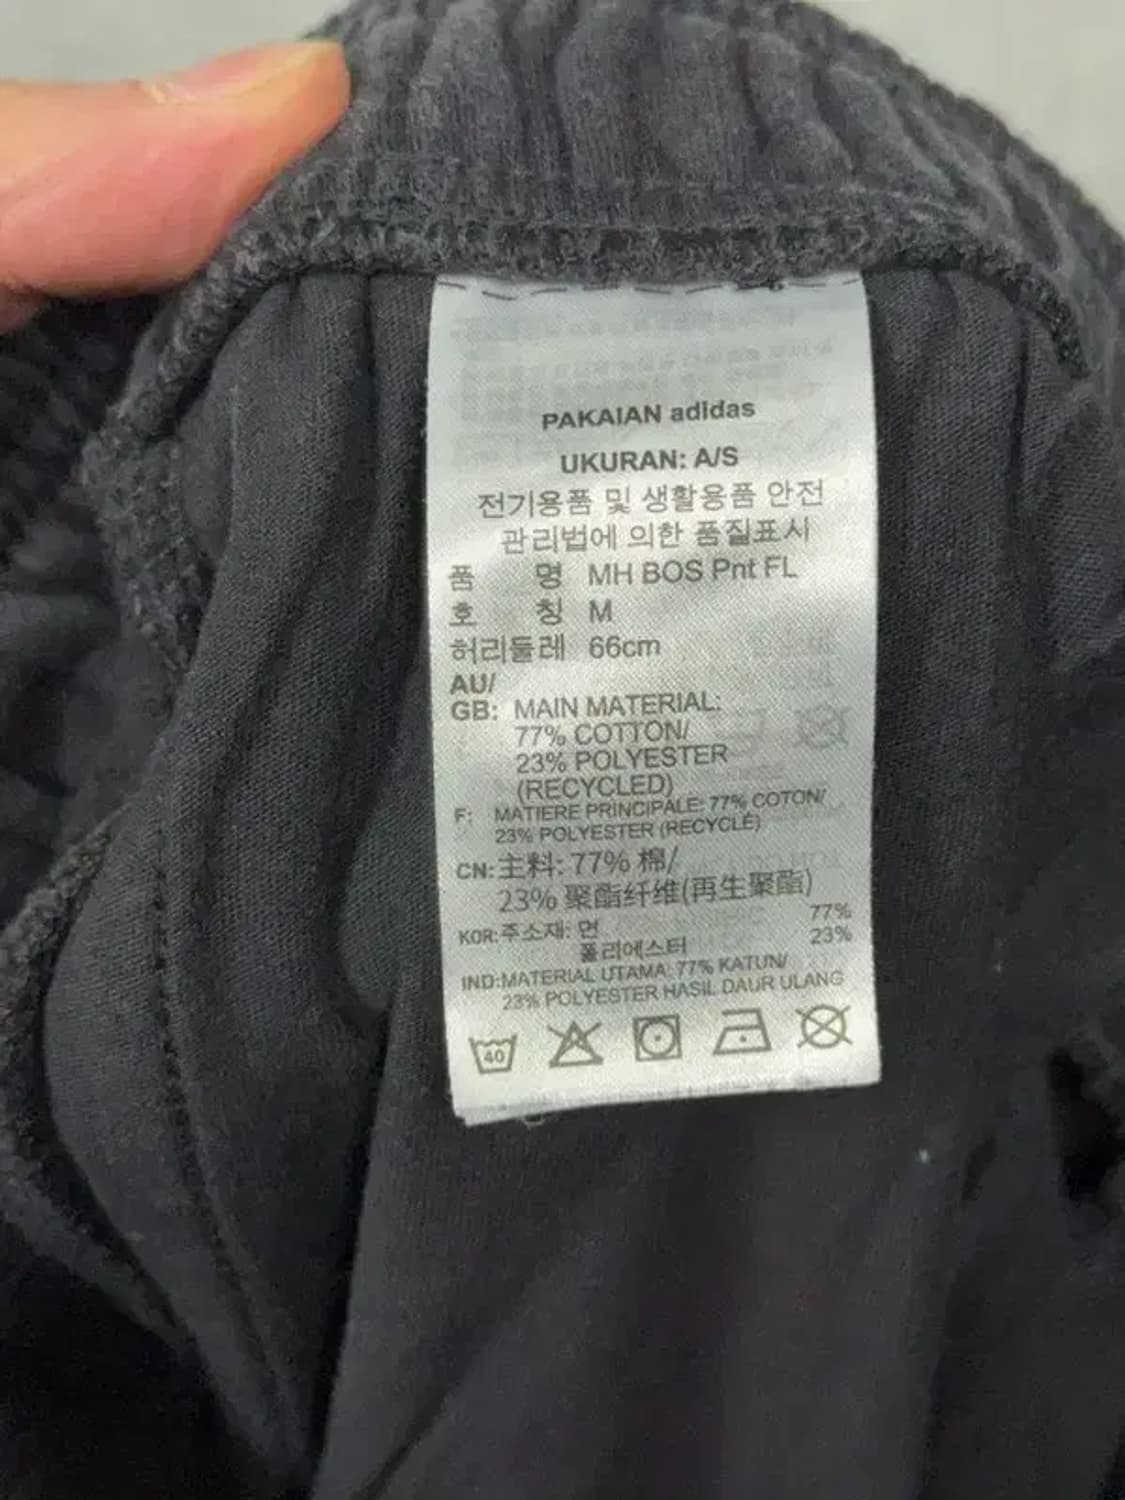 PAKAIAN adidas
UKURAN: A/S
전기용품 및 생활용품 안전
관리법에 의한 품질표시
품 명 MH BOS Pnt FL
호 칭 M
허리둘레 66cm
AU/
GB: MAIN MATERIAL:
77% COTTON/
23% POLYESTER
(RECYCLED)
F: MATIERE PRINCIPALE: 77% COTON/
23% POLYESTER (RECYCLÉ)
CN: 主料: 77% 棉/
23% 聚酯纤维(再生聚酯)
KOR: 주소재: 면 77%
폴리에스터 23%
IND: MATERIAL UTAMA: 77% KATUN/
23% POLYESTER HASIL DAUR ULANG
40